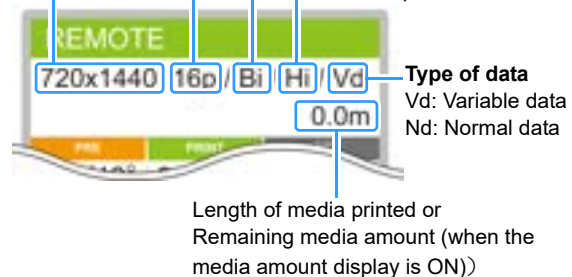 REMOTE
720x1440 16p / Bi / Hi / Vd
Type of data
Vd: Variable data
Nd: Normal data
0.0m
PRE PRINT
Length of media printed or
Remaining media amount (when the
media amount display is ON)）